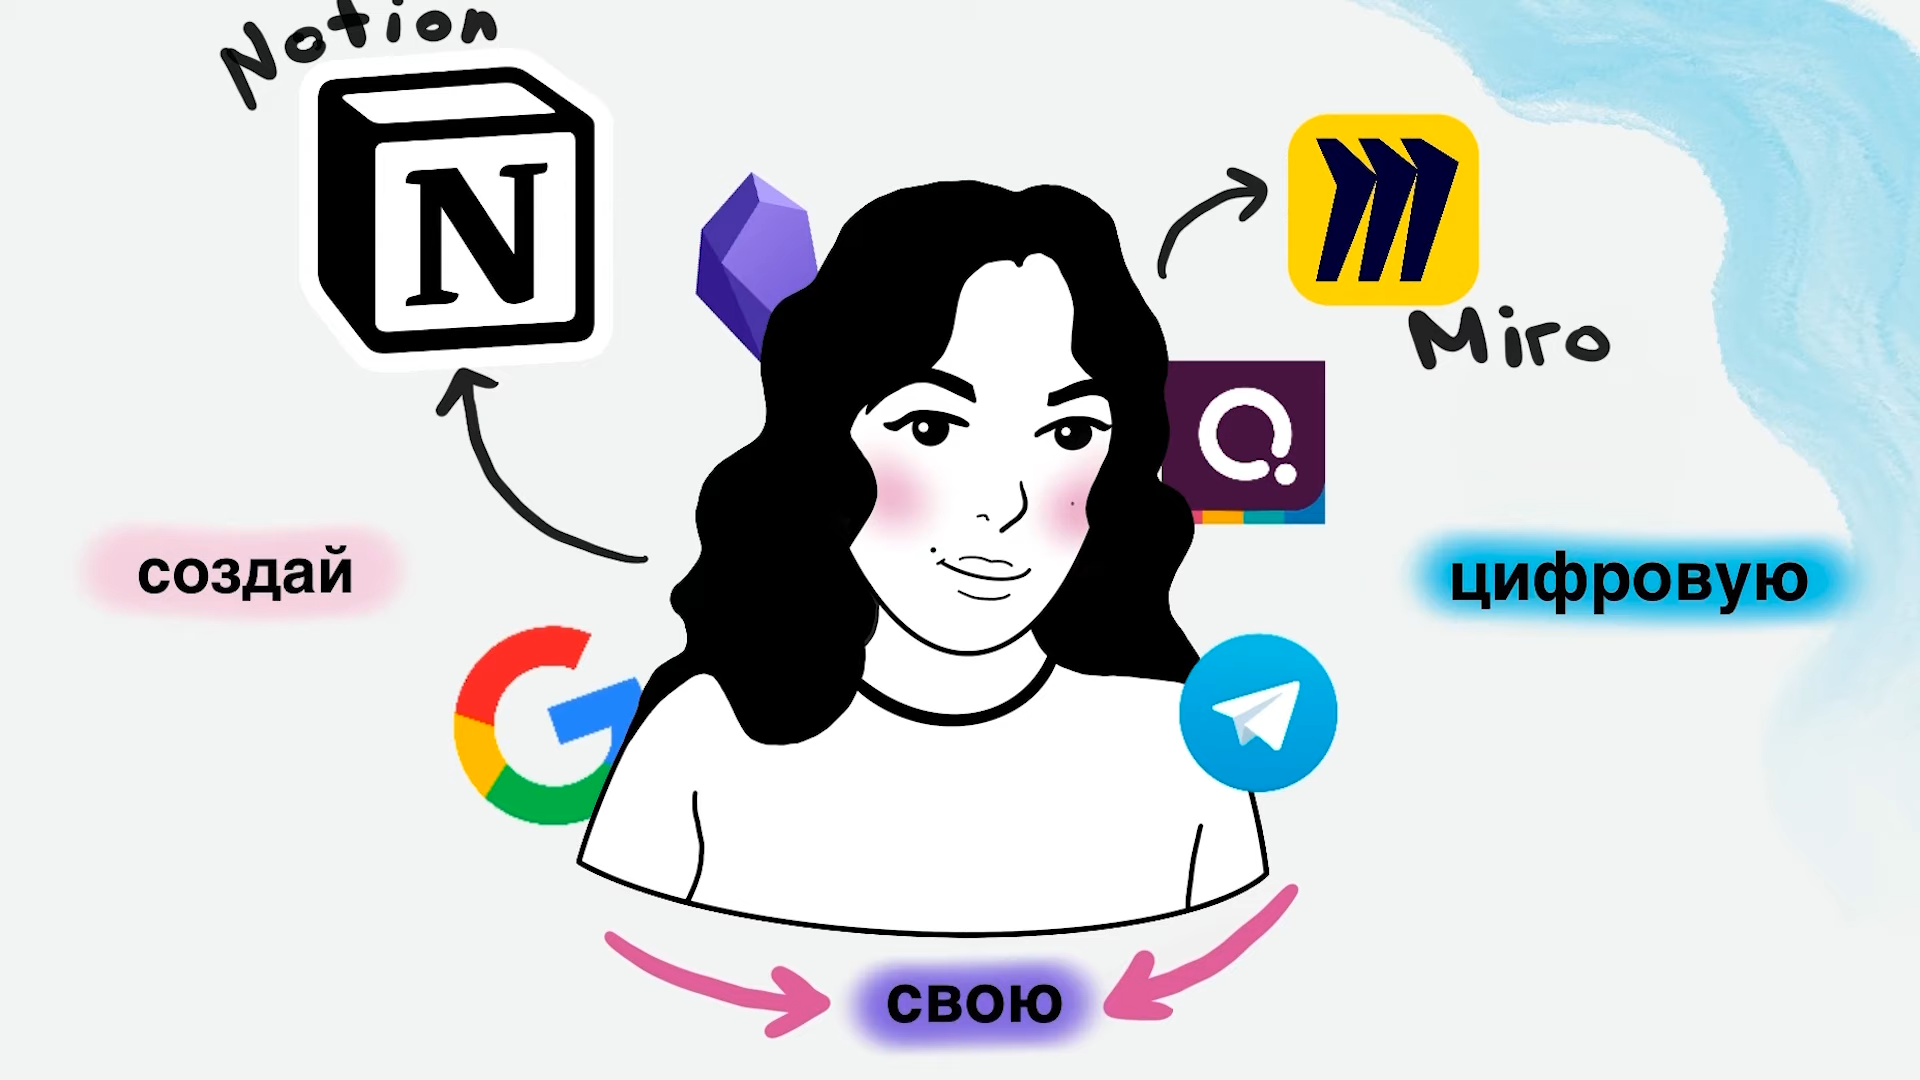 Notion
N
Miro
создай
цифровую
свою